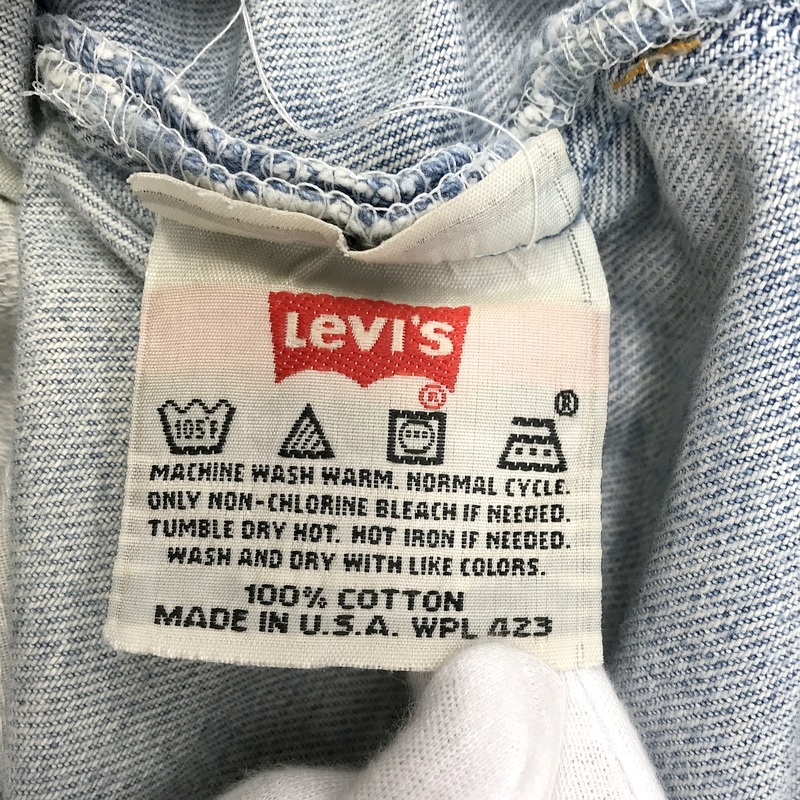 Levi's
®
®
105°F
MACHINE WASH WARM. NORMAL CYCLE.
ONLY NON-CHLORINE BLEACH IF NEEDED.
TUMBLE DRY HOT. HOT IRON IF NEEDED.
WASH AND DRY WITH LIKE COLORS.
100% COTTON
MADE IN U.S.A. WPL 423